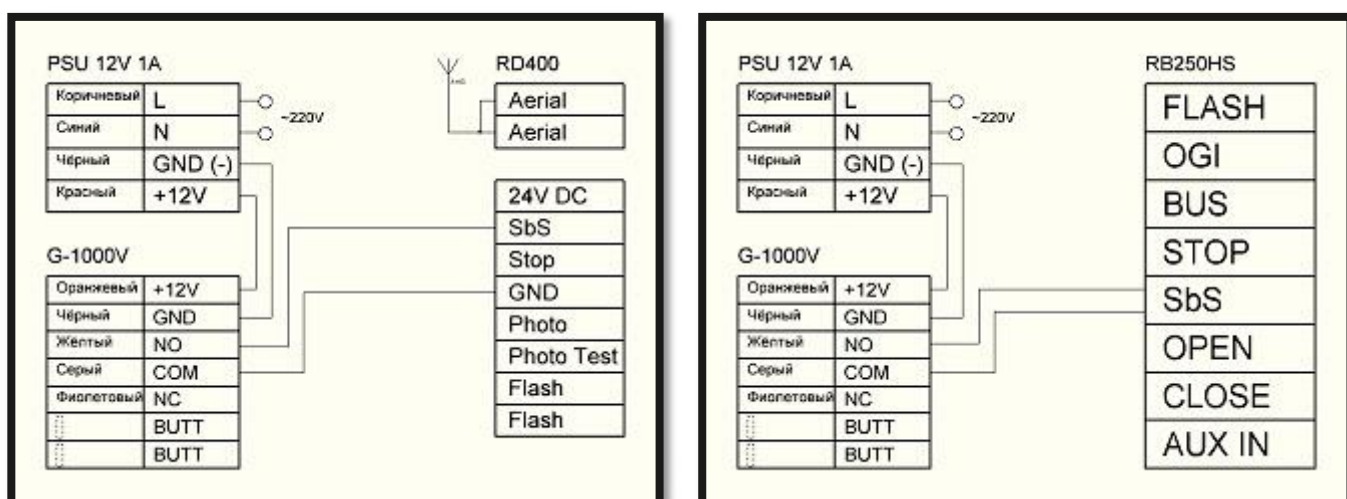 PSU 12V 1A
Коричневый L
~220V
Синий N
Чёрный GND (-)
Красный +12V
G-1000V
Оранжевый +12V
Чёрный GND
Жёлтый NO
Серый COM
Фиолетовый NC
BUTT
BUTT
RD400
Aerial
Aerial
24V DC
SbS
Stop
GND
Photo
Photo Test
Flash
Flash
PSU 12V 1A
Коричневый L
~220V
Синий N
Чёрный GND (-)
Красный +12V
G-1000V
Оранжевый +12V
Чёрный GND
Жёлтый NO
Серый COM
Фиолетовый NC
BUTT
BUTT
RB250HS
FLASH
OGI
BUS
STOP
SbS
OPEN
CLOSE
AUX IN